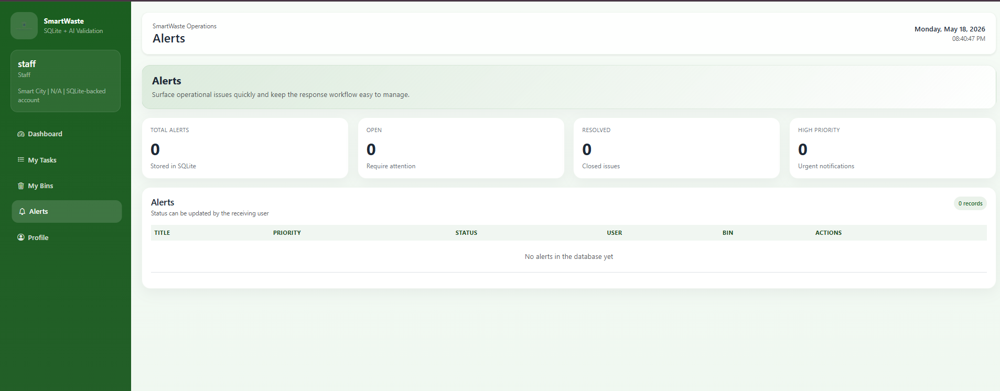 SmartWaste
SQLite + AI Validation
staff
Staff
Smart City | N/A | SQLite-backed
account
Dashboard
My Tasks
My Bins
Alerts
Profile
SmartWaste Operations
Alerts
Monday, May 18, 2026
08:40:47 PM
Alerts
Surface operational issues quickly and keep the response workflow easy to manage.
TOTAL ALERTS
0
Stored in SQLite
OPEN
0
Require attention
RESOLVED
0
Closed issues
HIGH PRIORITY
0
Urgent notifications
Alerts
Status can be updated by the receiving user
0 records
TITLE PRIORITY STATUS USER BIN ACTIONS
No alerts in the database yet